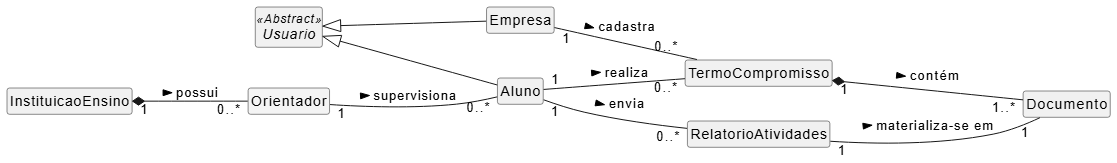 «Abstract»
Usuario
Empresa
1
cadastra
0..*
InstituicaoEnsino
1
possui
0..*
Orientador
1
supervisiona
0..*
Aluno
1
realiza
0..*
TermoCompromisso
1
contém
1..*
Documento
1
envia
0..*
RelatorioAtividades
1
materializa-se em
1